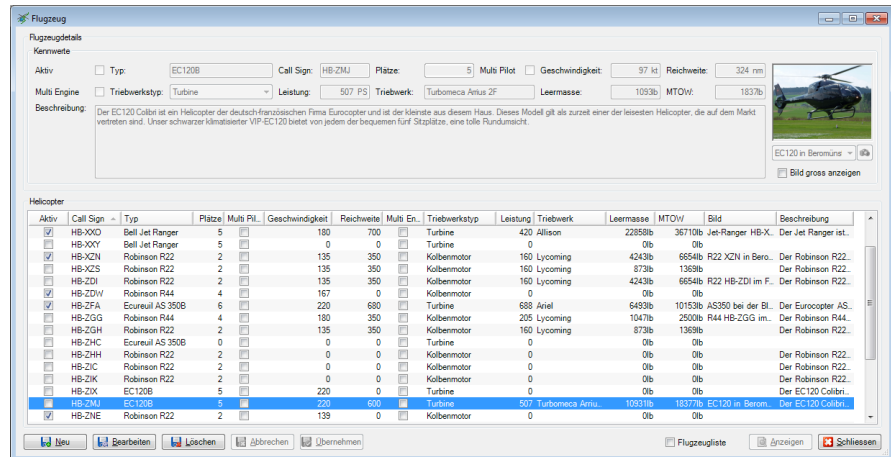 Flugzeug
Flugzeugdetails
Kennwerte
Aktiv Typ: EC120B Call Sign: HB-ZMJ Plätze: 5 Multi Pilot Geschwindigkeit: 97 kt Reichweite: 324 nm
Multi Engine Triebwerkstyp: Turbine Leistung: 507 PS Triebwerk: Turbomeca Arrius 2F Leermasse: 1093lb MTOW: 1837lb
Beschreibung: Der EC120 Colibri ist ein Helicopter der deutsch-französischen Firma Eurocopter und ist der kleinste aus diesem Haus. Dieses Modell gilt als zurzeit einer der leisesten Helicopter, die auf dem Markt
vertreten sind. Unser schwarzer klimatisierter VIP-EC120 bietet von jedem der bequemen fünf Sitzplätze, eine tolle Rundumsicht.
EC120 in Beromüns
Bild gross anzeigen
Helicopter
Aktiv Call Sign Typ Plätze Multi Pil... Geschwindigkeit Reichweite Multi En... Triebwerkstyp Leistung Triebwerk Leermasse MTOW Bild Beschreibung
HB-XXO Bell Jet Ranger 5 180 700 Turbine 420 Allison 22858lb 36710lb Jet-Ranger HB-X... Der Jet Ranger ist...
HB-XXY Bell Jet Ranger 5 0 0 Turbine 0 0lb 0lb
HB-XZN Robinson R22 2 135 350 Kolbenmotor 160 Lycoming 4243lb 6654lb R22 XZN in Bero... Der Robinson R22...
HB-XZS Robinson R22 2 135 350 Kolbenmotor 160 Lycoming 873lb 1369lb Der Robinson R22...
HB-ZDI Robinson R22 2 135 350 Kolbenmotor 160 Lycoming 4243lb 6654lb R22 HB-ZDI im F... Der Robinson R22...
HB-ZDW Robinson R44 4 167 0 Kolbenmotor 0 0lb 0lb
HB-ZFA Ecureuil AS 350B 6 220 680 Turbine 688 Ariel 6493lb 10153lb AS350 bei der Bl... Der Eurocopter AS...
HB-ZGG Robinson R44 4 180 350 Kolbenmotor 205 Lycoming 1047lb 2500lb R44 HB-ZGG im... Der Robinson R44...
HB-ZGH Robinson R22 2 135 350 Kolbenmotor 160 Lycoming 873lb 1369lb Der Robinson R22...
HB-ZHC Ecureuil AS 350B 0 0 0 Turbine 0 0lb 0lb
HB-ZHH Robinson R22 2 0 0 Kolbenmotor 0 0lb 0lb Der Robinson R22...
HB-ZIC Robinson R22 2 0 0 Kolbenmotor 0 0lb 0lb Der Robinson R22...
HB-ZIK Robinson R22 2 0 0 Kolbenmotor 0 0lb 0lb Der Robinson R22...
HB-ZIX EC120B 5 220 0 Turbine 0 0lb 0lb Der EC120 Colibri...
HB-ZMJ EC120B 5 220 600 Turbine 507 Turbomeca Arriu... 10931lb 18377lb EC120 in Berom... Der EC120 Colibri...
HB-ZNE Robinson R22 2 139 0 Kolbenmotor 0 0lb 0lb
Neu Bearbeiten Löschen Abbrechen Übernehmen Flugzeugliste Anzeigen Schliessen